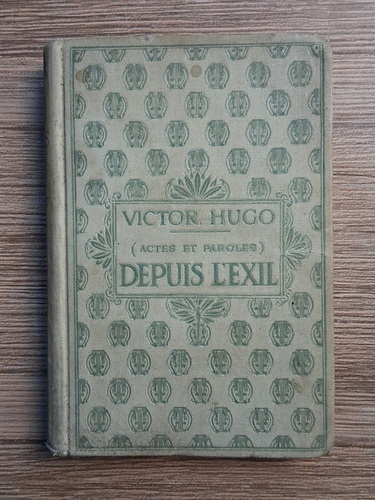 VICTOR HUGO
(ACTES ET PAROLES)
DEPUIS L'EXIL